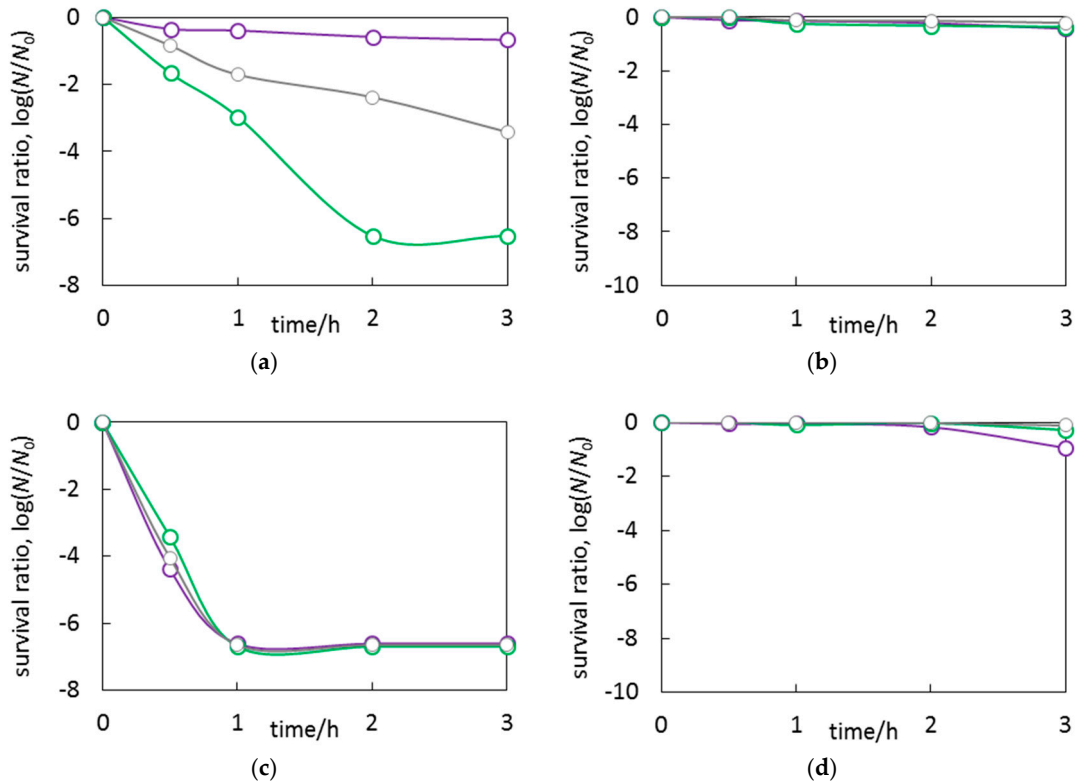 survival ratio, log(N/N0)
0
-2
-4
-6
-8
0 1 2 3
time/h
(a)
survival ratio, log(N/N0)
0
-2
-4
-6
-8
-10
0 1 2 3
time/h
(b)
survival ratio, log(N/N0)
0
-2
-4
-6
-8
0 1 2 3
time/h
(c)
survival ratio, log(N/N0)
0
-2
-4
-6
-8
-10
0 1 2 3
time/h
(d)